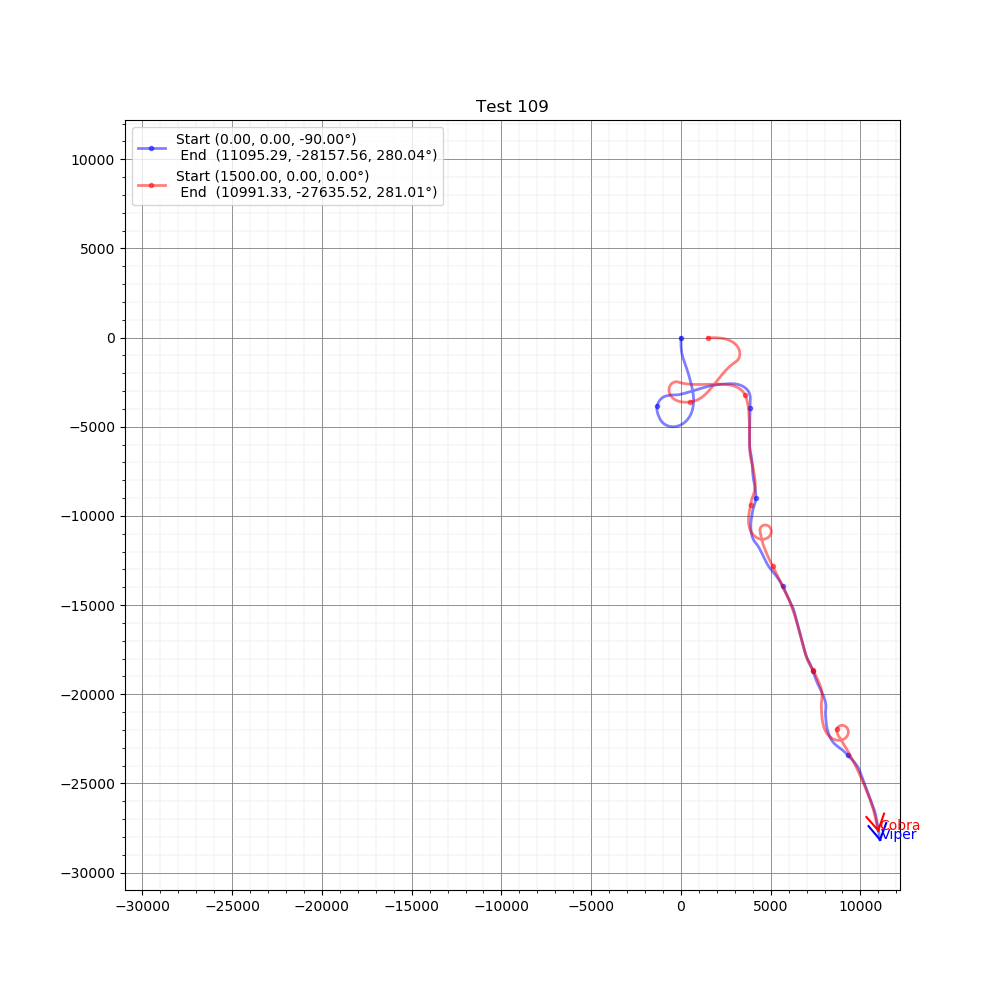 Test 109
Start (0.00, 0.00, -90.00°)
End (11095.29, -28157.56, 280.04°)
Start (1500.00, 0.00, 0.00°)
End (10991.33, -27635.52, 281.01°)
10000
5000
0
−5000
−10000
−15000
−20000
−25000
−30000
Cobra
Viper
−30000 −25000 −20000 −15000 −10000 −5000 0 5000 10000